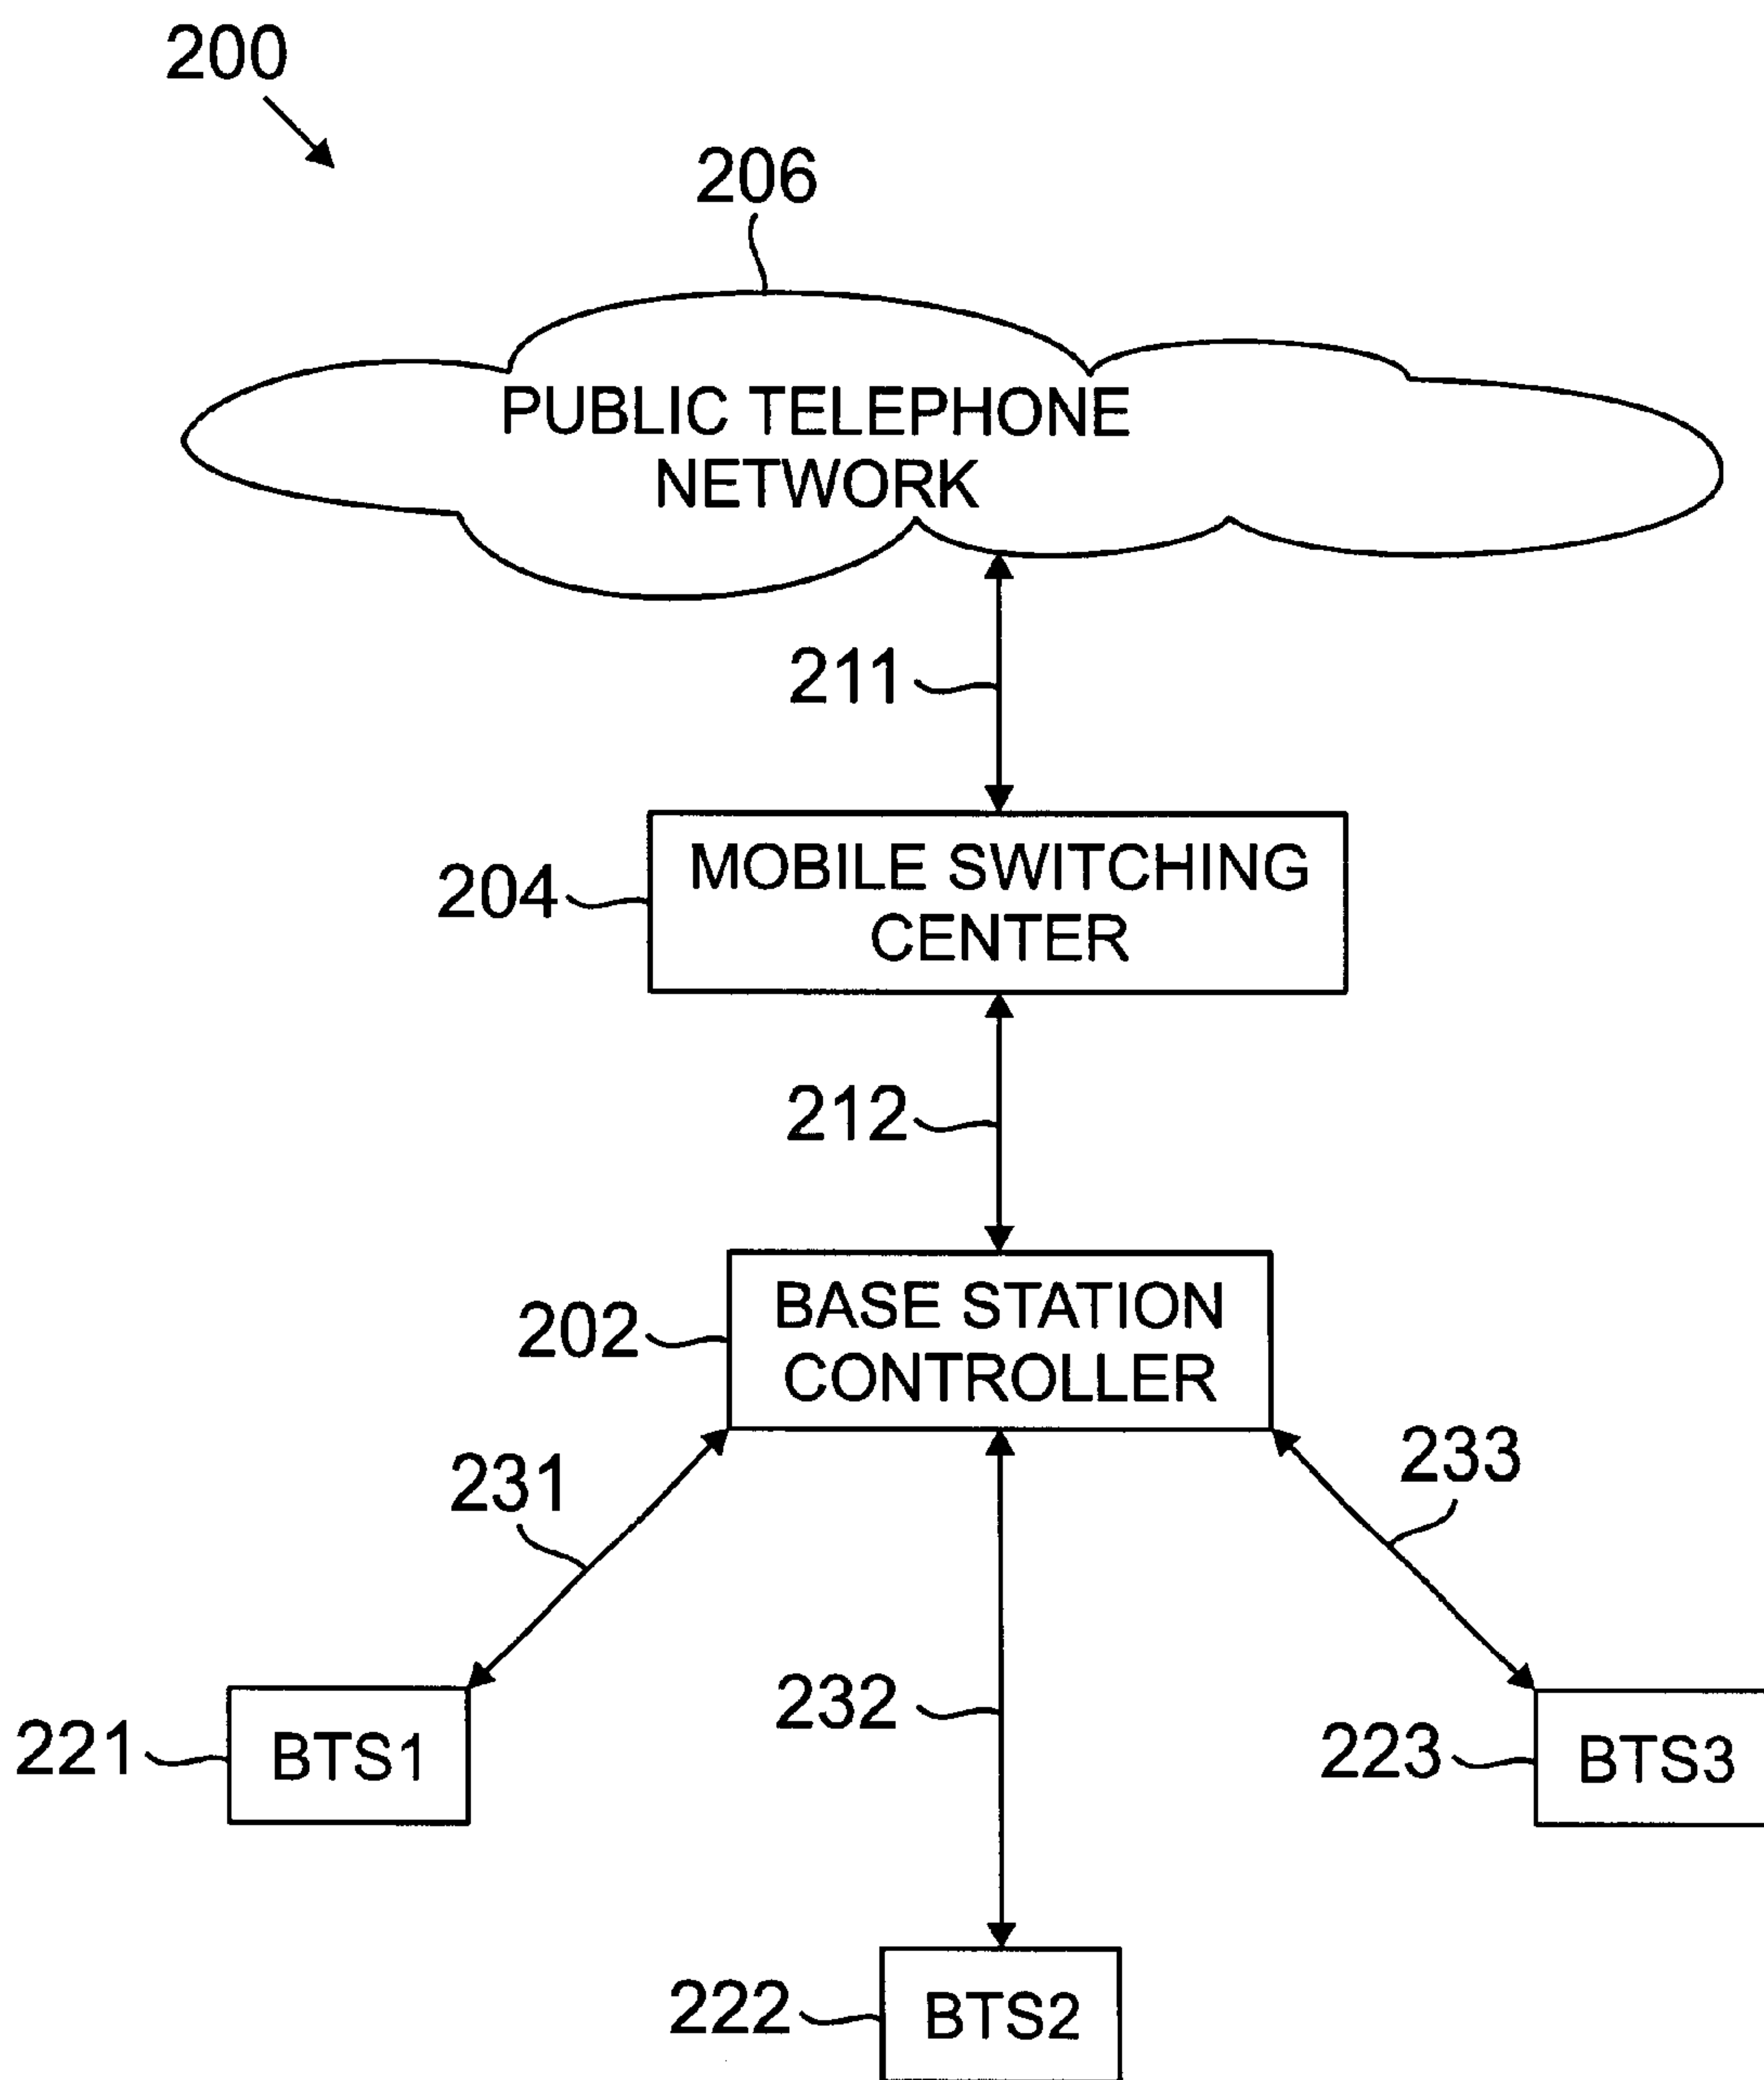 200
206
PUBLIC TELEPHONE
NETWORK
211
204
MOBILE SWITCHING
CENTER
212
202
BASE STATION
CONTROLLER
231
233
232
221
BTS1
223
BTS3
222
BTS2